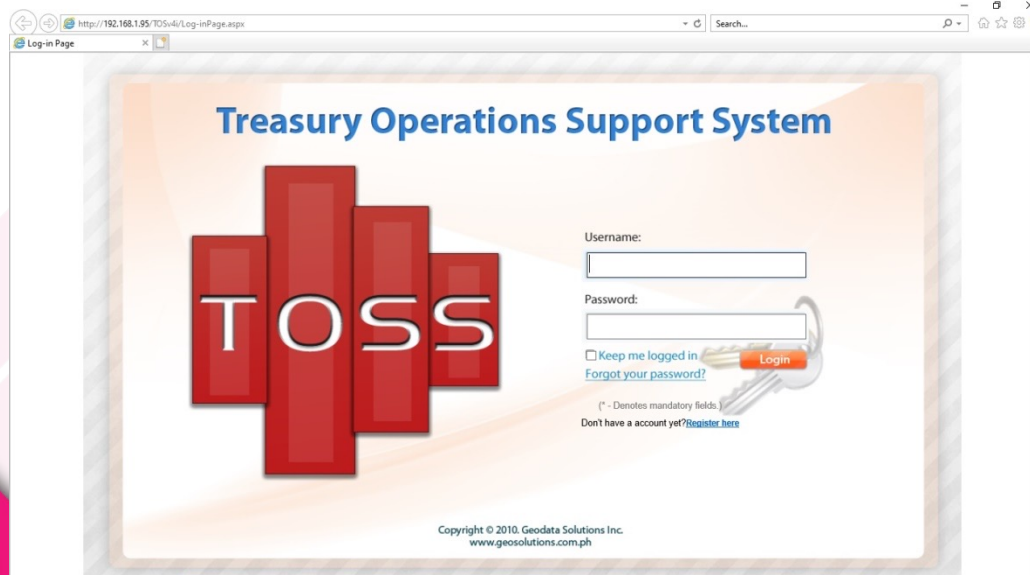 http://192.168.1.95/TOSv4i/Log-inPage.aspx
Search...
Log-in Page
Treasury Operations Support System
TOSS
Username:
Password:
Keep me logged in
Login
Forgot your password?
(* - Denotes mandatory fields.)
Don't have a account yet?Register here
Copyright © 2010. Geodata Solutions Inc.
www.geosolutions.com.ph